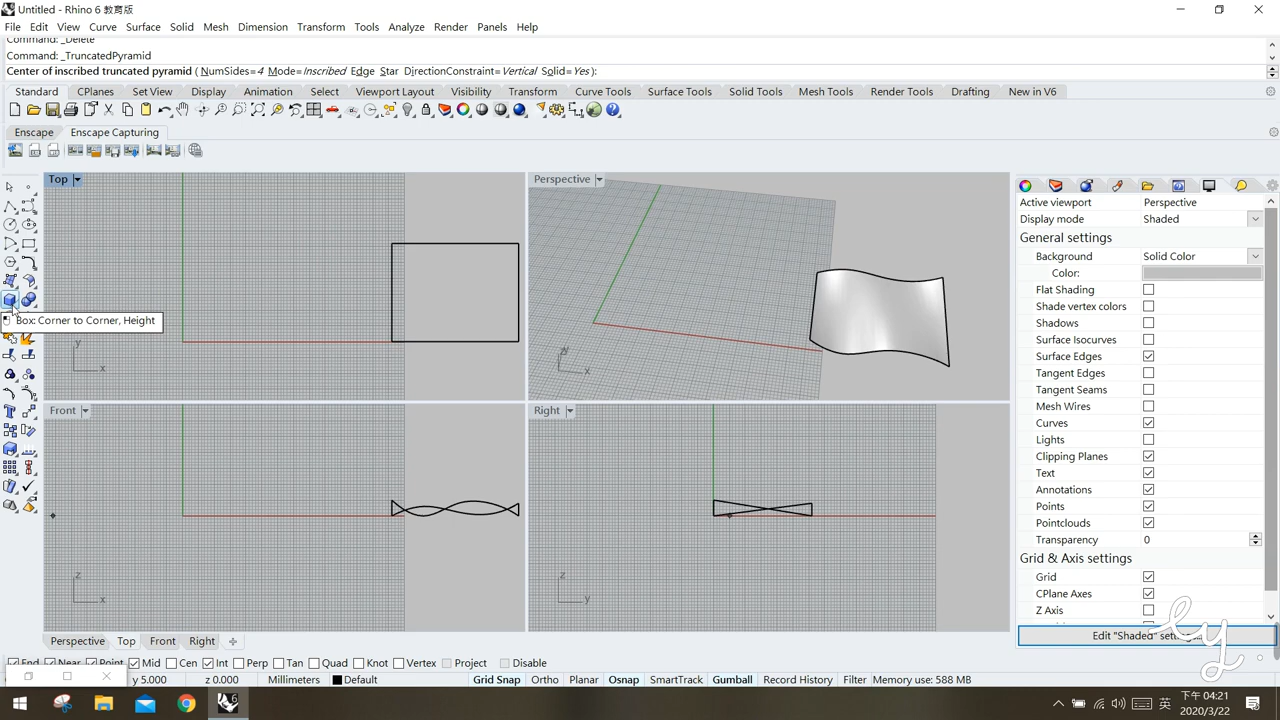 Untitled - Rhino 6 教育版
File Edit View Curve Surface Solid Mesh Dimension Transform Tools Analyze Render Panels Help
Command: _Delete
Command: _TruncatedPyramid
Center of inscribed truncated pyramid ( NumSides=4 Mode=Inscribed Edge Star DirectionConstraint=Vertical Solid=Yes):
Standard CPlanes Set View Display Animation Select Viewport Layout Visibility Transform Curve Tools Surface Tools Solid Tools Mesh Tools Render Tools Drafting New in V6
Enscape Enscape Capturing
Top
Perspective
Active viewport Perspective
Display mode Shaded
General settings
Background Solid Color
Color:
Flat Shading
Shade vertex colors
Shadows
Surface Isocurves
Surface Edges
Tangent Edges
Tangent Seams
Mesh Wires
Curves
Lights
Clipping Planes
Text
Annotations
Points
Pointclouds
Transparency 0
Grid & Axis settings
Grid
CPlane Axes
Z Axis
Edit "Shaded"
Box: Corner to Corner, Height
y
x
y
x
Front
Right
z
x
z
y
Perspective Top Front Right
End Near Point Mid Cen Int Perp Tan Quad Knot Vertex Project Disable
y 5.000 z 0.000 Millimeters Default Grid Snap Ortho Planar Osnap SmartTrack Gumball Record History Filter Memory use: 588 MB
ly
英
下午 04:21
2020/3/22